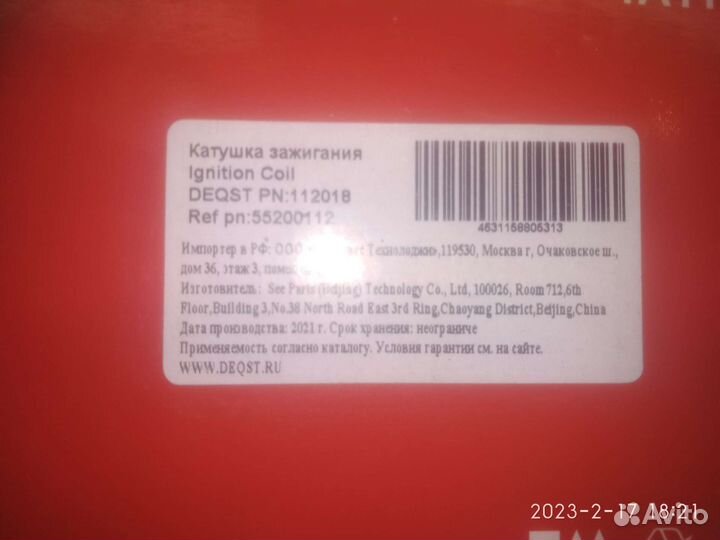 Катушка зажигания
Ignition Coil
DEQST PN:112018
Ref pn:55200112
4631158805313
Импортер в РФ: ООО Технолоджи,119530, Москва г, Очаковское ш.,
дом 36, этаж 3,
Изготовитель: See Parts (Beijing) Technology Co., Ltd, 100026, Room 712,6th
Floor,Building 3,No.38 North Road East 3rd Ring,Chaoyang District,Beijing,China
Дата производства: 2021 г. Срок хранения: неограниче
Применяемость согласно каталогу. Условия гарантии см. на сайте.
WWW.DEQST.RU
2023-2-17 18:21
Avito